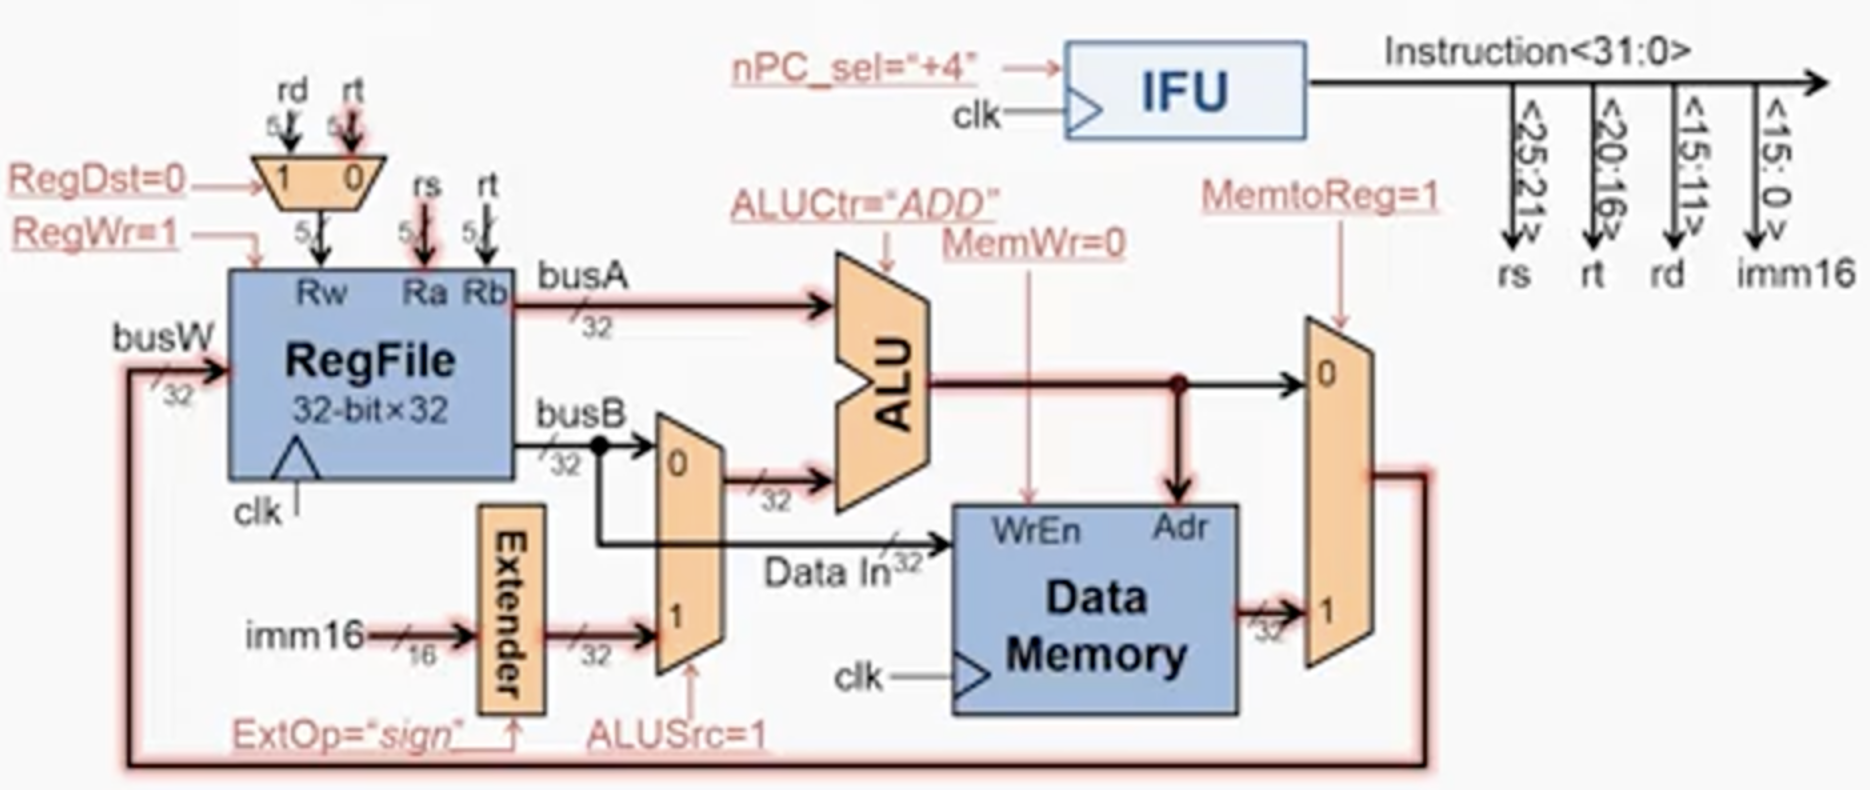 nPC_sel="+4"
clk
IFU
Instruction<31:0>
<25:21>
<20:16>
<15:11>
<15: 0 >
rs
rt
rd
imm16
rd
rt
5
5
1
0
RegDst=0
RegWr=1
5
rs
rt
5
5
Rw
Ra
Rb
RegFile
32-bit×32
clk
busW
32
busA
32
busB
32
ALUCtr="ADD"
MemWr=0
MemtoReg=1
ALU
0
1
32
Data In
32
imm16
16
Extender
32
ExtOp="sign"
ALUSrc=1
WrEn
Adr
Data
Memory
clk
32
0
1